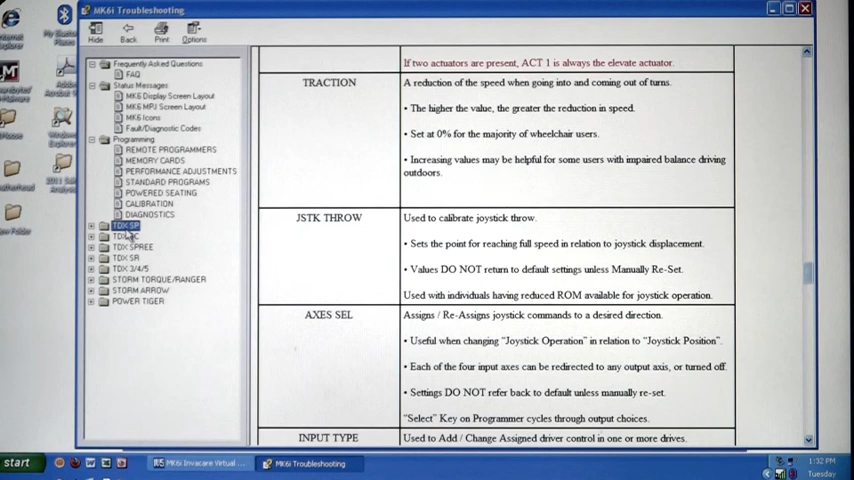 MK6i Troubleshooting
Hide
Back
Print
Options
My Bluetooth
Places
Frequently Asked Questions
FAQ
Status Messages
MK6 Display Screen Layout
MK6 MPJ Screen Layout
MK6 Icons
Fault/Diagnostic Codes
Programming
REMOTE PROGRAMMERS
MEMORY CARDS
PERFORMANCE ADJUSTMENTS
STANDARD PROGRAMS
POWERED SEATING
CALIBRATION
DIAGNOSTICS
TDX SP
TDX SPREE
TDX SR
TDX 3/4/5
STORM TORQUE/RANGER
STORM ARROW
POWER TIGER
If two actuators are present, ACT 1 is always the elevate actuator.
TRACTION
A reduction of the speed when going into and coming out of turns.
• The higher the value, the greater the reduction in speed.
• Set at 0% for the majority of wheelchair users.
• Increasing values may be helpful for some users with impaired balance driving
outdoors.
JSTK THROW
Used to calibrate joystick throw.
• Sets the point for reaching full speed in relation to joystick displacement.
• Values DO NOT return to default settings unless Manually Re-Set.
Used with individuals having reduced ROM available for joystick operation.
AXES SEL
Assigns / Re-Assigns joystick commands to a desired direction.
• Useful when changing "Joystick Operation" in relation to "Joystick Position".
• Each of the four input axes can be redirected to any output axis, or turned off.
• Settings DO NOT refer back to default unless manually re-set.
"Select" Key on Programmer cycles through output choices.
INPUT TYPE
Used to Add / Change Assigned driver control in one or more drives.
start
MK6i Invacare Virtual ...
MK6i Troubleshooting
1:32 PM
Tuesday